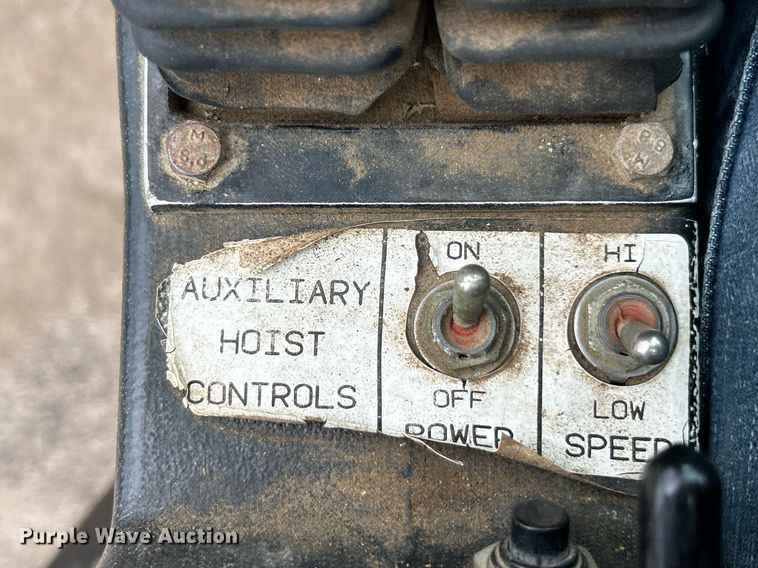 AUXILIARY
HOIST
CONTROLS
ON
OFF
POWER
HI
LOW
SPEED
Purple Wave Auction